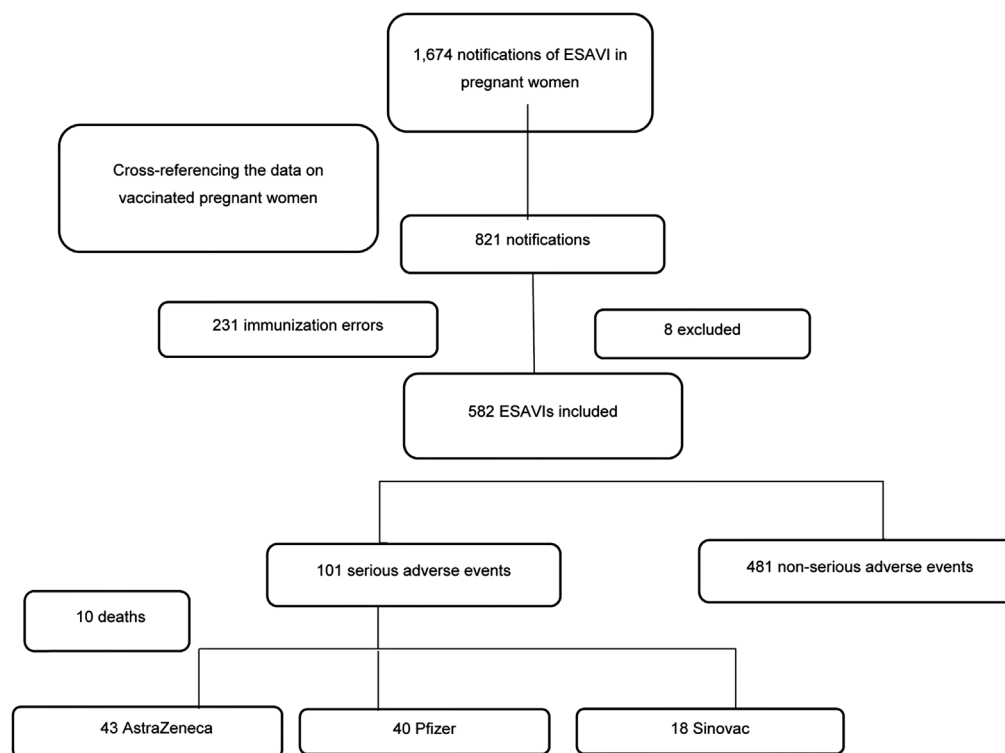 1,674 notifications of ESAVI in
pregnant women
Cross-referencing the data on
vaccinated pregnant women
821 notifications
231 immunization errors
8 excluded
582 ESAVIs included
101 serious adverse events
481 non-serious adverse events
10 deaths
43 AstraZeneca
40 Pfizer
18 Sinovac